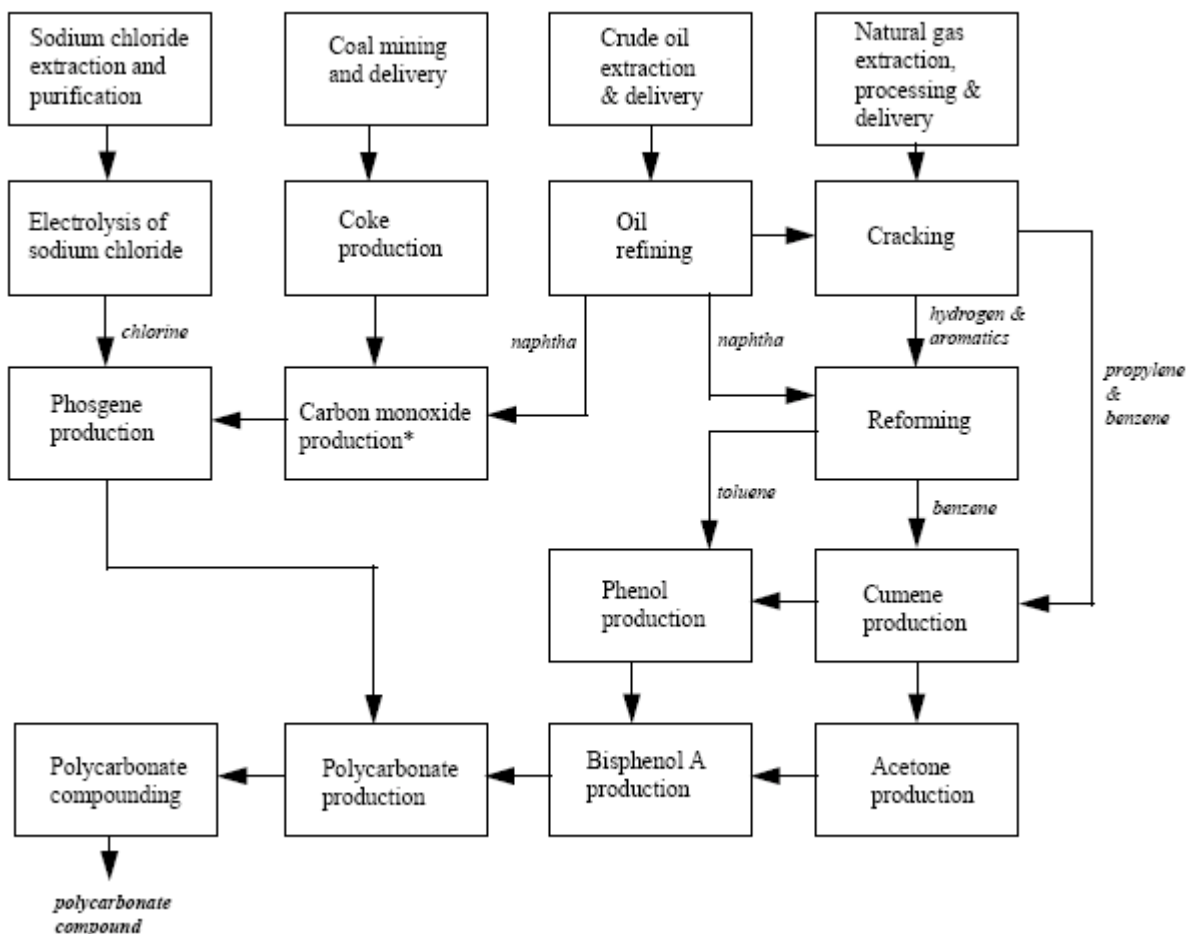 Sodium chloride
extraction and
purification
Coal mining
and delivery
Crude oil
extraction
& delivery
Natural gas
extraction,
processing &
delivery
Electrolysis of
sodium chloride
Coke
production
Oil
refining
Cracking
chlorine
naphtha
naphtha
hydrogen &
aromatics
propylene
&
benzene
Phosgene
production
Carbon monoxide
production*
Reforming
toluene
benzene
Phenol
production
Cumene
production
Polycarbonate
compounding
Polycarbonate
production
Bisphenol A
production
Acetone
production
polycarbonate
compound